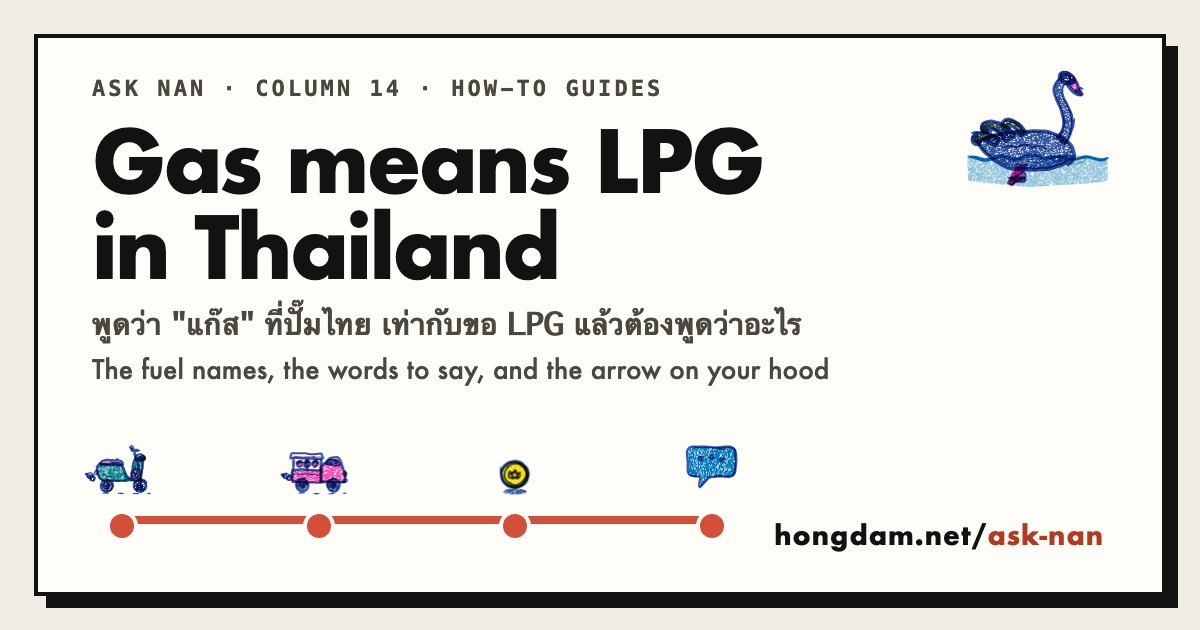 ASK NAN · COLUMN 14 · HOW–TO GUIDES
Gas means LPG
in Thailand
พูดว่า "แก๊ส" ที่ปั๊มไทย เท่ากับขอ LPG แล้วต้องพูดว่าอะไร
The fuel names, the words to say, and the arrow on your hood
hongdam.net/ask-nan